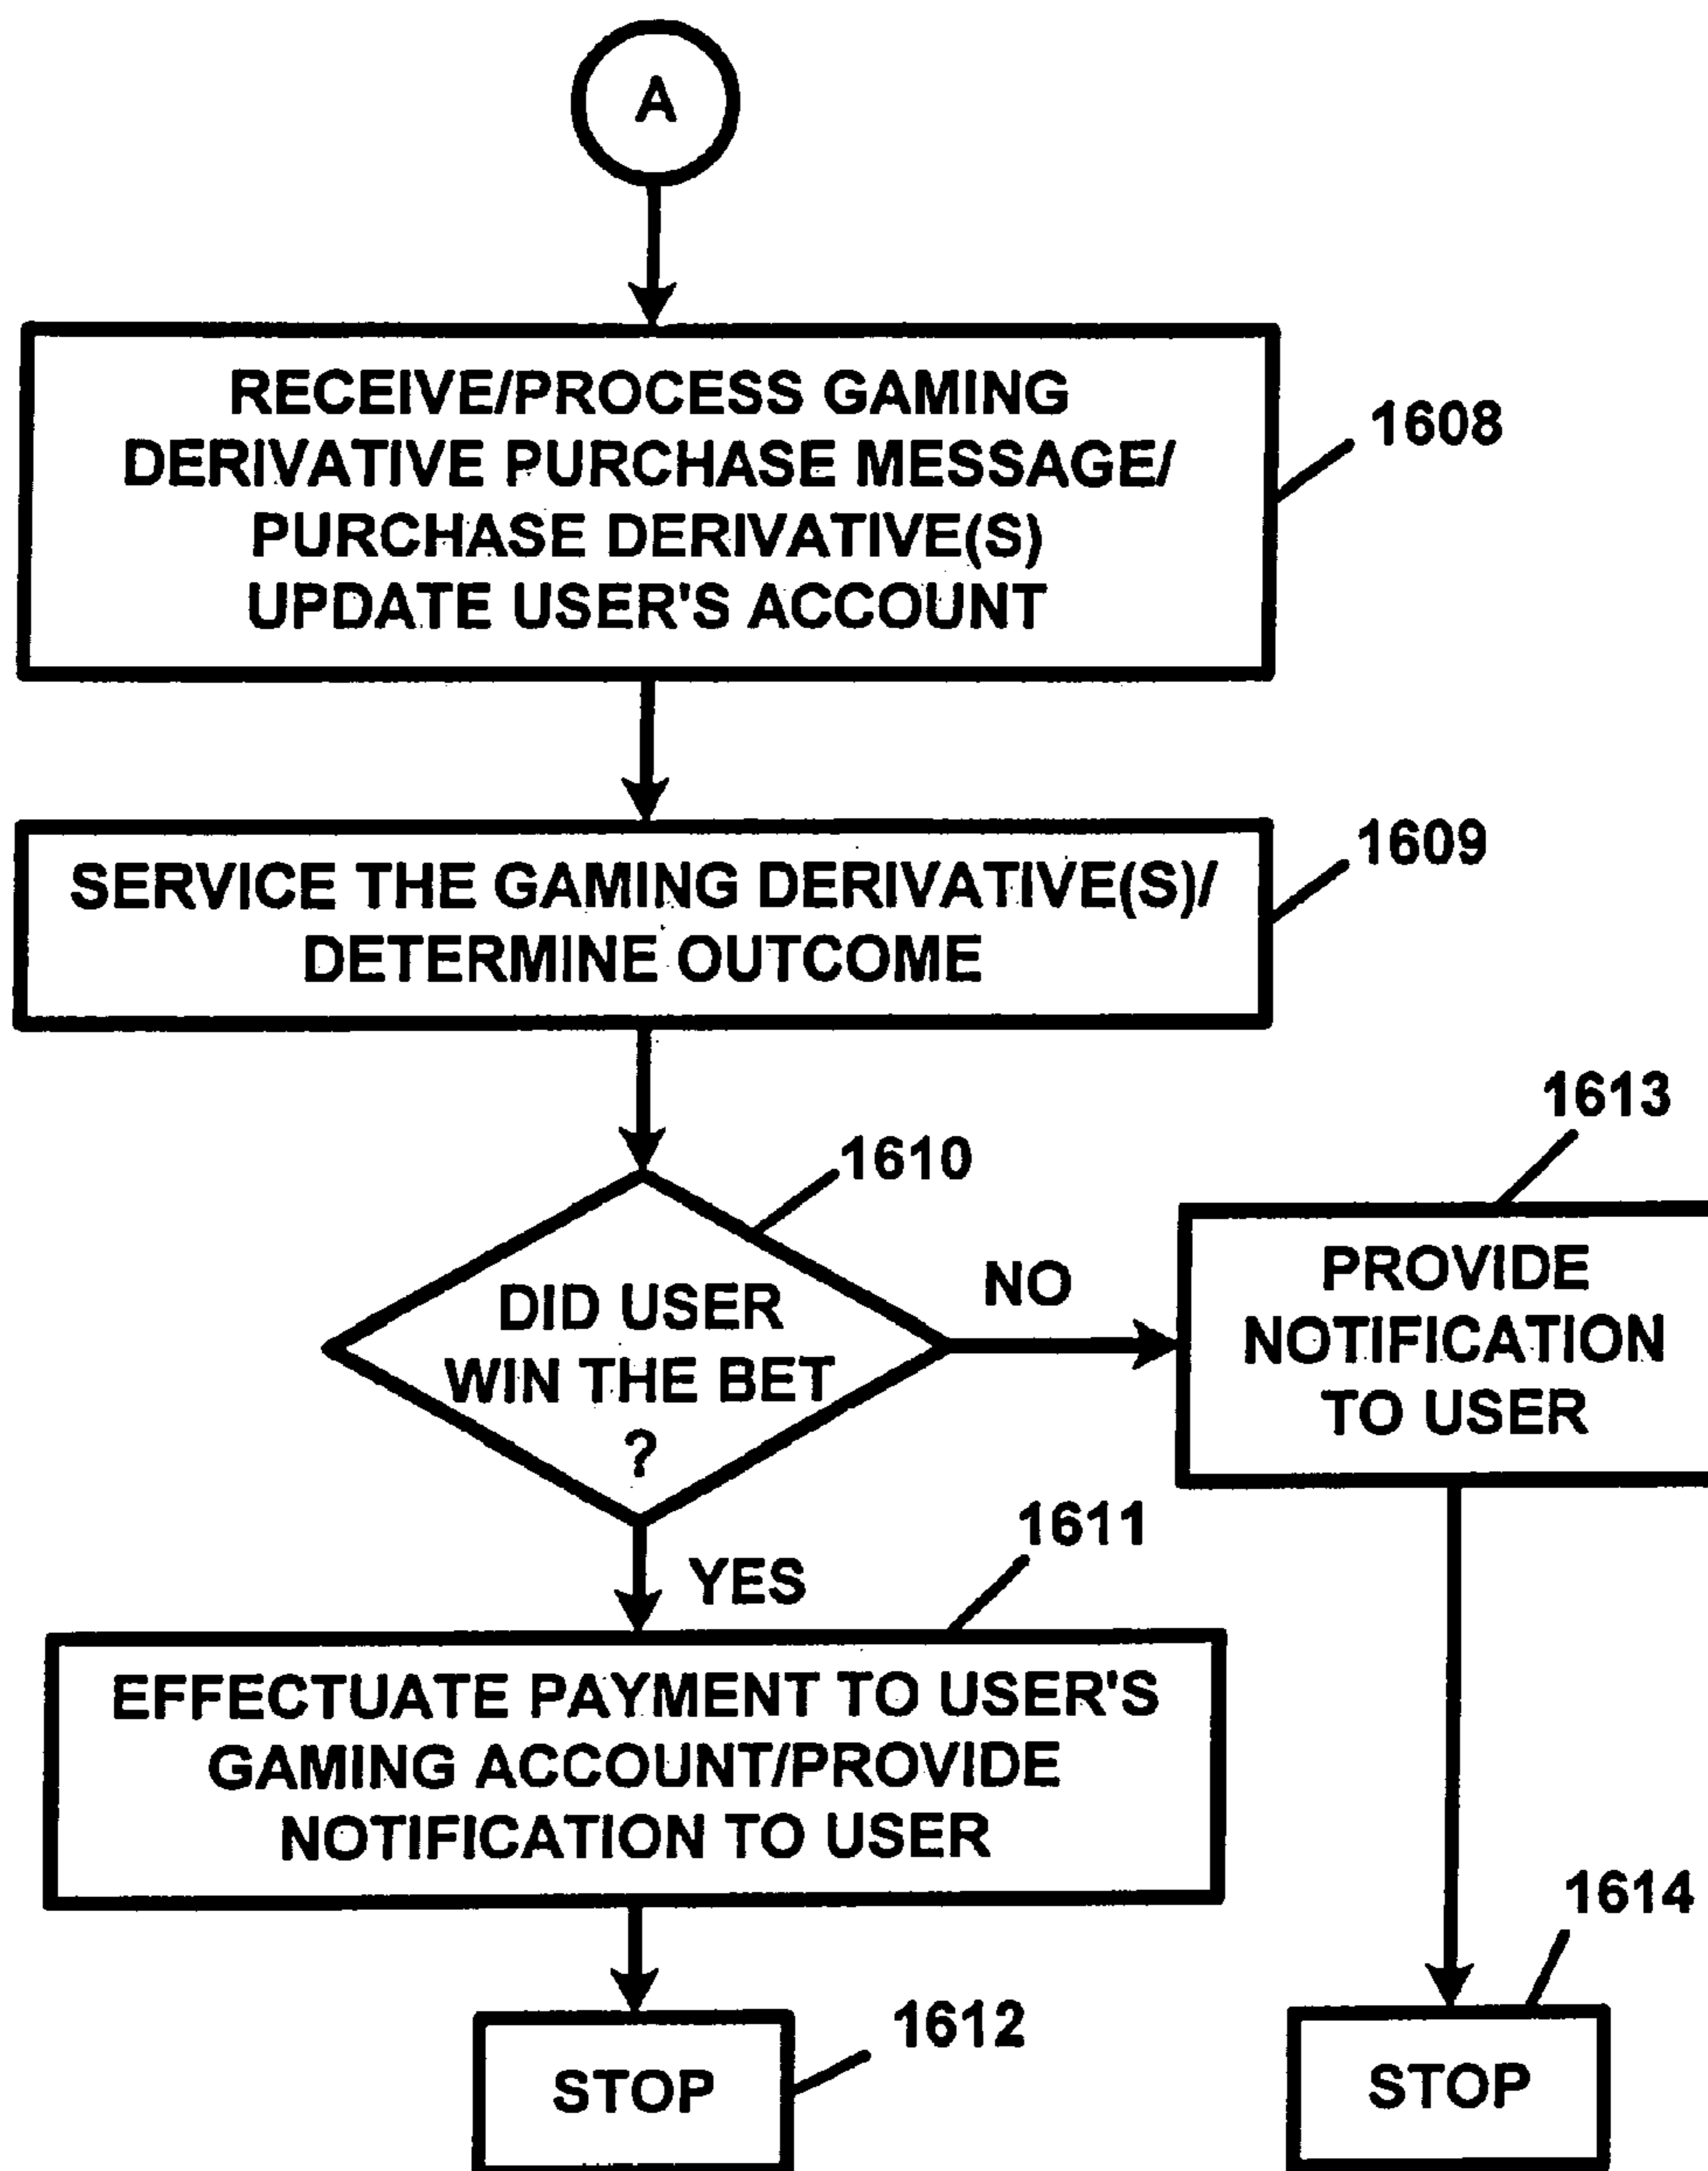 A
RECEIVE/PROCESS GAMING
DERIVATIVE PURCHASE MESSAGE/
PURCHASE DERIVATIVE(S)
UPDATE USER'S ACCOUNT
1608
SERVICE THE GAMING DERIVATIVE(S)/
DETERMINE OUTCOME
1609
1610
DID USER
WIN THE BET
?
NO
1613
PROVIDE
NOTIFICATION
TO USER
YES
1611
EFFECTUATE PAYMENT TO USER'S
GAMING ACCOUNT/PROVIDE
NOTIFICATION TO USER
STOP
1612
1614
STOP